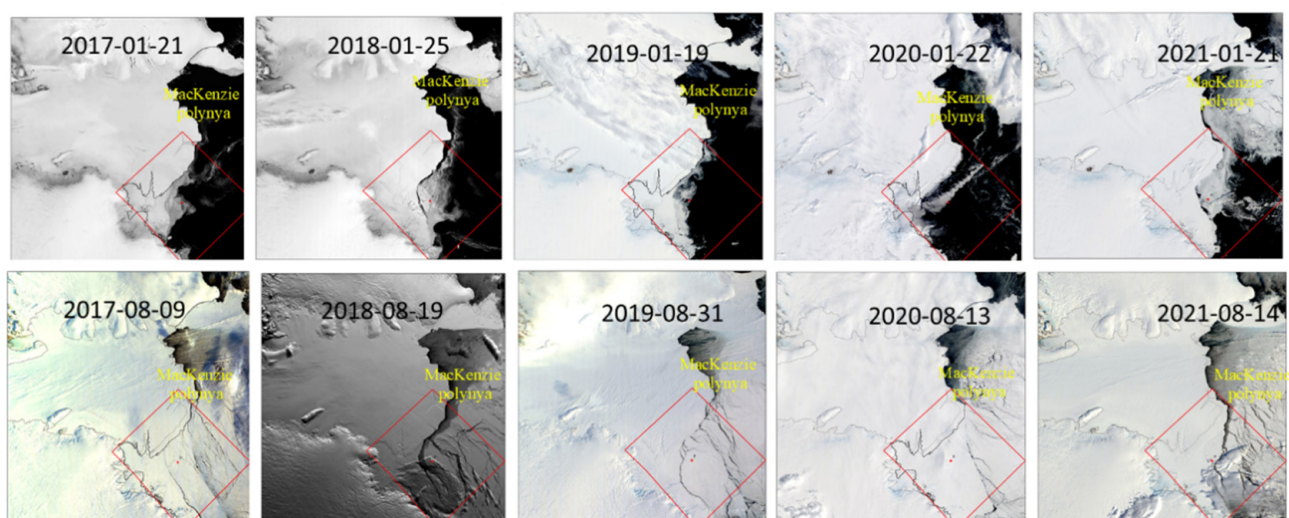 2017-01-21
MacKenzie
polynya
2018-01-25
MacKenzie
polynya
2019-01-19
MacKenzie
polynya
2020-01-22
MacKenzie
polynya
2021-01-21
MacKenzie
polynya
2017-08-09
MacKenzie
polynya
2018-08-19
MacKenzie
polynya
2019-08-31
MacKenzie
polynya
2020-08-13
MacKenzie
polynya
2021-08-14
MacKenzie
polynya